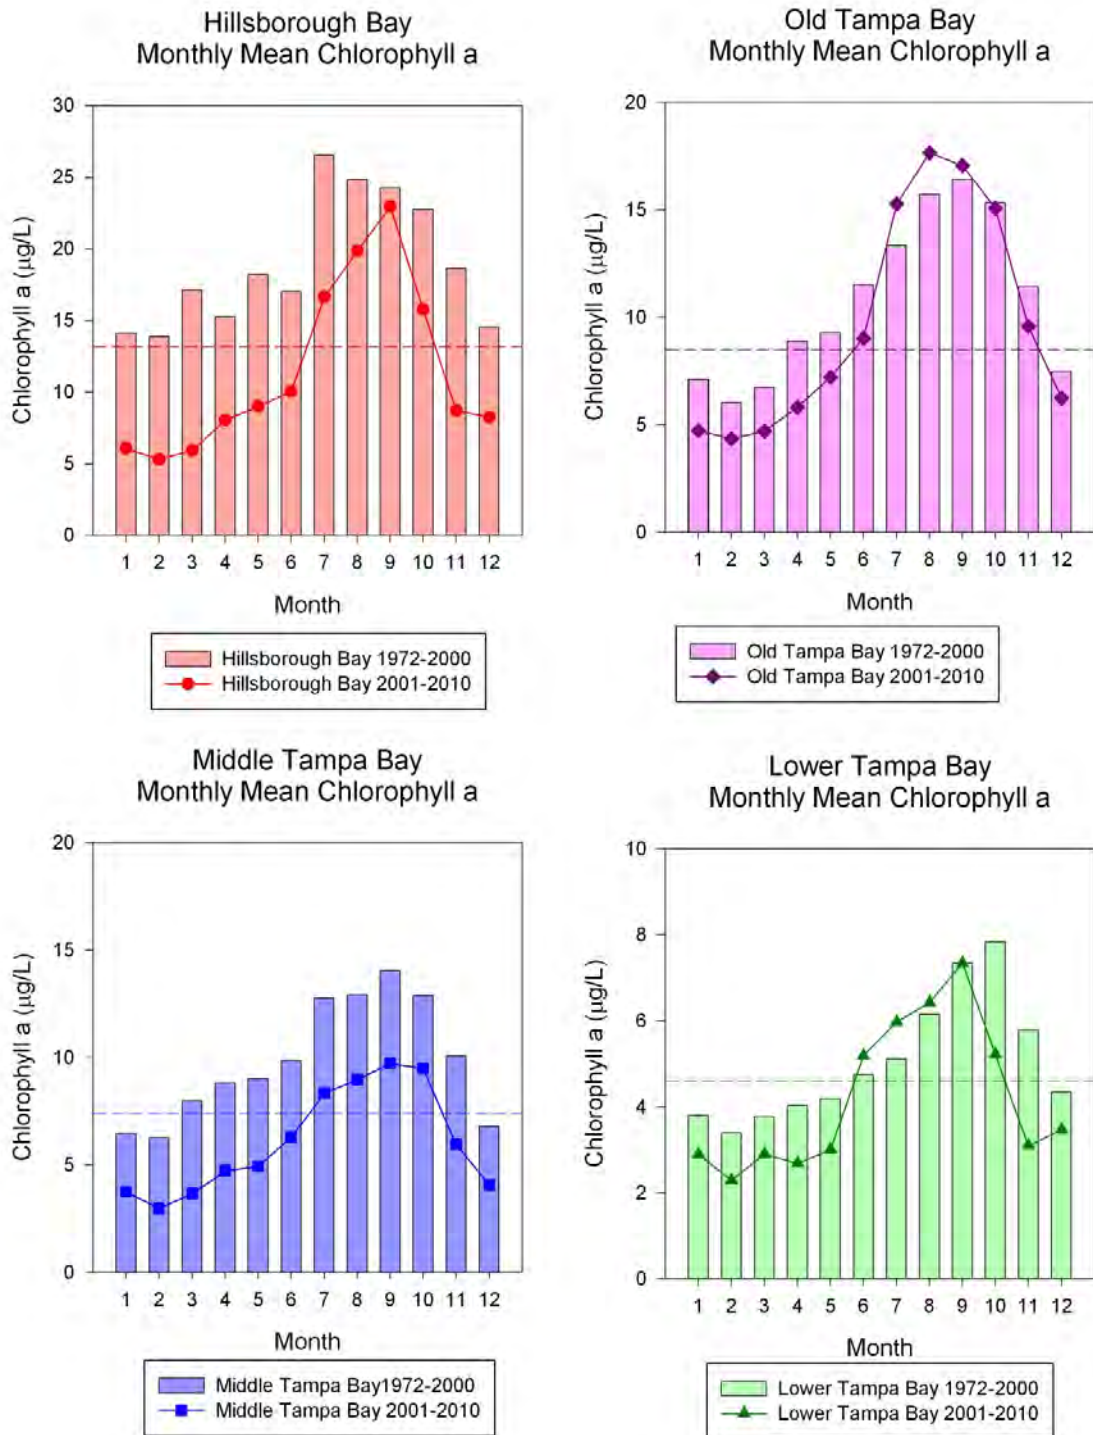 Hillsborough Bay
Monthly Mean Chlorophyll a
Chlorophyll a (μg/L)
30
25
20
15
10
5
0
1 2 3 4 5 6 7 8 9 10 11 12
Month
Hillsborough Bay 1972-2000
Hillsborough Bay 2001-2010
Old Tampa Bay
Monthly Mean Chlorophyll a
Chlorophyll a (μg/L)
20
15
10
5
0
1 2 3 4 5 6 7 8 9 10 11 12
Month
Old Tampa Bay 1972-2000
Old Tampa Bay 2001-2010
Middle Tampa Bay
Monthly Mean Chlorophyll a
Chlorophyll a (μg/L)
20
15
10
5
0
1 2 3 4 5 6 7 8 9 10 11 12
Month
Middle Tampa Bay1972-2000
Middle Tampa Bay 2001-2010
Lower Tampa Bay
Monthly Mean Chlorophyll a
Chlorophyll a (μg/L)
10
8
6
4
2
0
1 2 3 4 5 6 7 8 9 10 11 12
Month
Lower Tampa Bay 1972-2000
Lower Tampa Bay 2001-2010